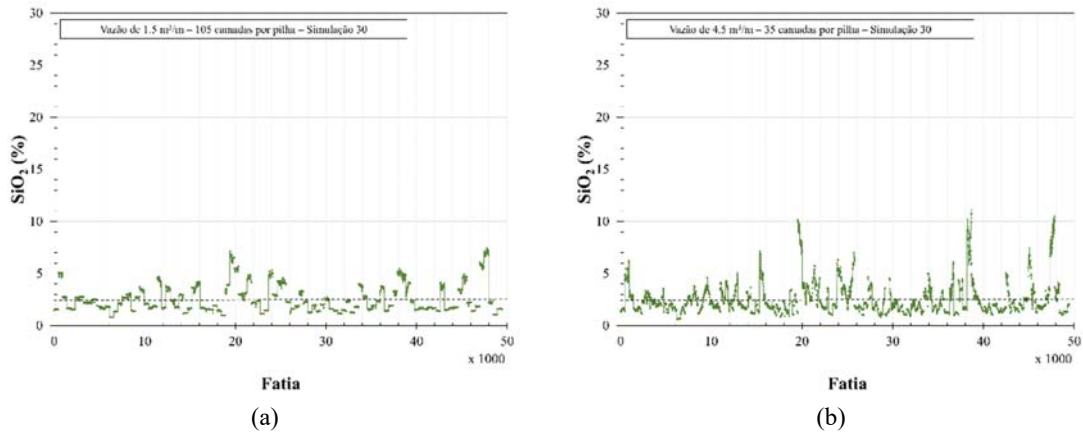 Vazão de 1.5 m³/m – 105 camadas por pilha – Simulação 30
30
25
20
15
10
5
0
SiO₂ (%)
0 10 20 30 40 50
x 1000
Fatia
(a)
Vazão de 4.5 m³/m – 35 camadas por pilha – Simulação 30
30
25
20
15
10
5
0
SiO₂ (%)
0 10 20 30 40 50
x 1000
Fatia
(b)